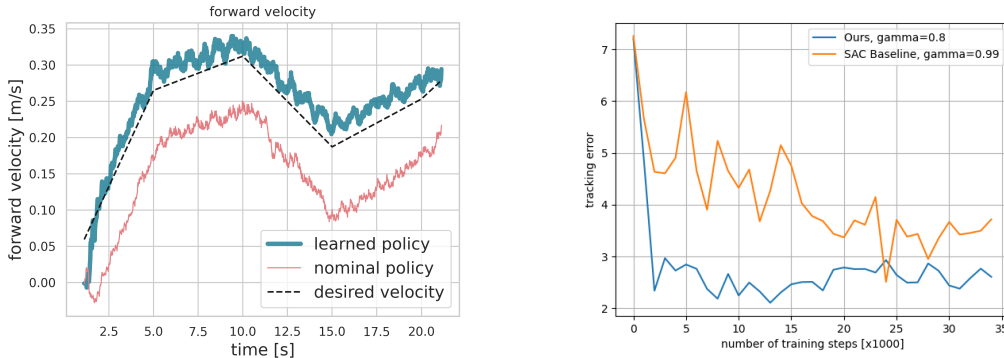 forward velocity
0.35
0.30
0.25
0.20
0.15
0.10
0.05
0.00
forward velocity [m/s]
learned policy
nominal policy
desired velocity
2.5 5.0 7.5 10.0 12.5 15.0 17.5 20.0
time [s]
7
6
5
4
3
2
tracking error
Ours, gamma=0.8
SAC Baseline, gamma=0.99
0 5 10 15 20 25 30 35
number of training steps [x1000]